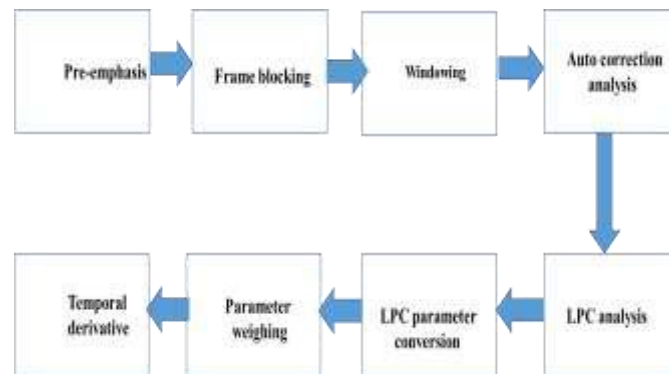 Pre-emphasis
Frame blocking
Windowing
Auto correction
analysis
LPC analysis
LPC parameter
conversion
Parameter
weighing
Temporal
derivative